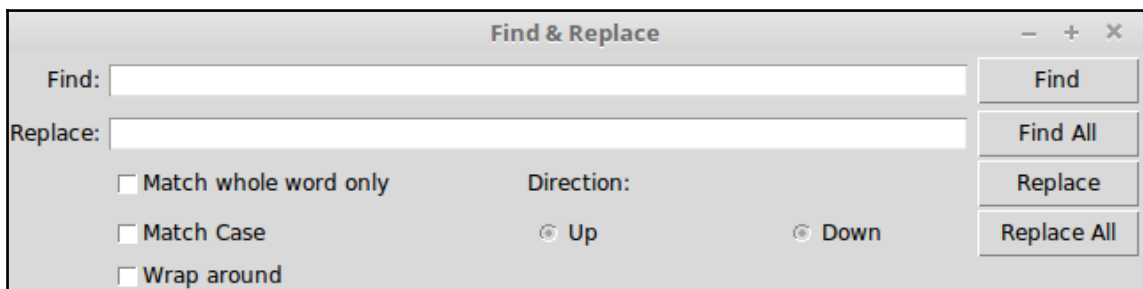 Find & Replace
Find: Find
Replace: Find All
Match whole word only Direction: Replace
Match Case Up Down Replace All
Wrap around